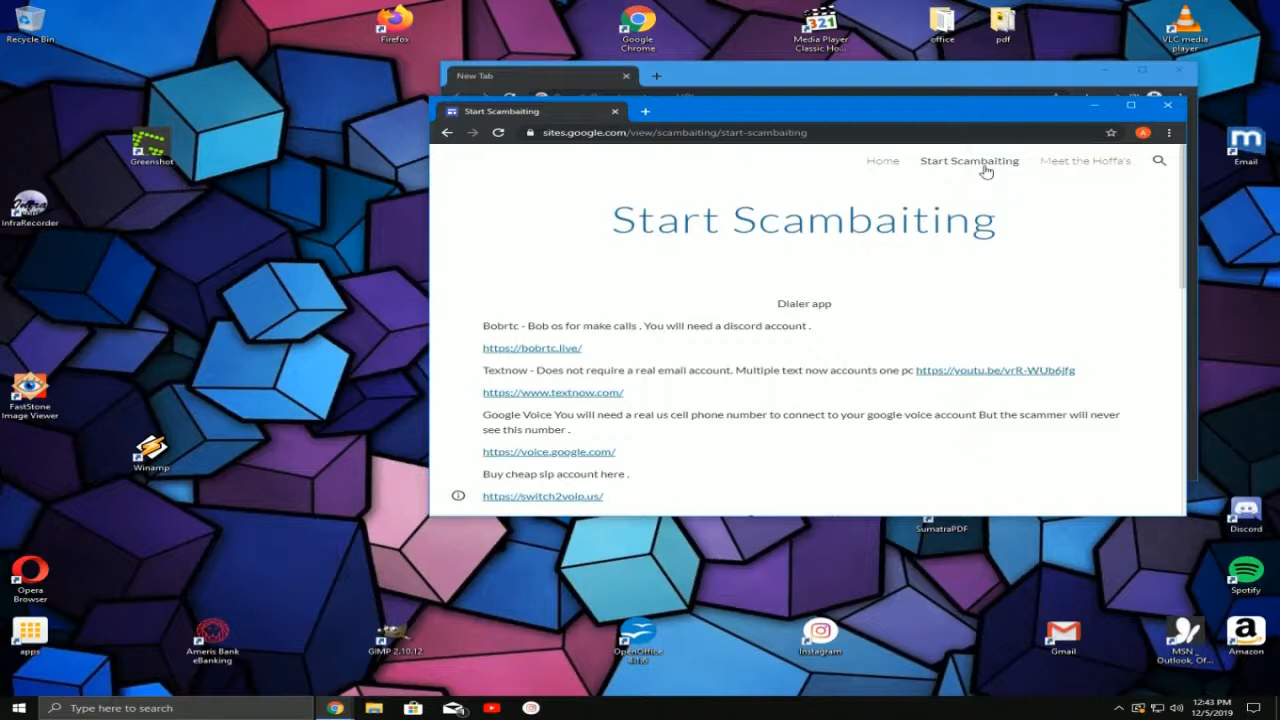 Recycle Bin
Firefox
Google
Chrome
Media Player
Classic Ho...
office
pdf
VLC media
player
New Tab
Start Scambaiting
sites.google.com/view/scambaiting/start-scambaiting
A
Greenshot
Email
Home
Start Scambaiting
Meet the Hoffa's
InfraRecorder
Start Scambaiting
Dialer app
Bobrtc - Bob os for make calls . You will need a discord account .
https://bobrtc.live/
Textnow - Does not require a real email account. Multiple text now accounts one pc https://youtu.be/vrR-WUb6jfg
https://www.textnow.com/
FastStone
Image Viewer
Google Voice You will need a real us cell phone number to connect to your google voice account But the scammer will never
see this number .
https://voice.google.com/
Winamp
Buy cheap sip account here .
https://switch2voip.us/
SumatraPDF
Discord
Opera
Browser
Spotify
apps
Ameris Bank
eBanking
GIMP 2.10.12
OpenOffice
Instagram
Gmail
MSN _
Outlook, Of...
Amazon
Type here to search
12:43 PM
12/5/2019